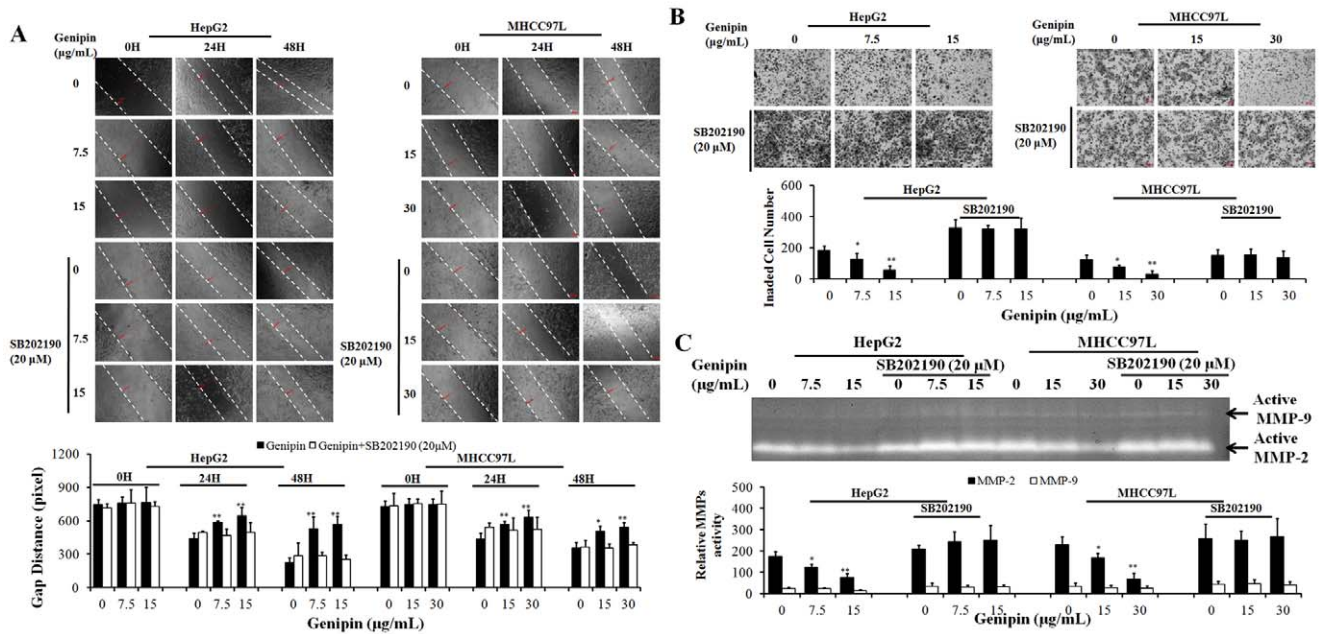 A
HepG2
MHCC97L
Genipin
(µg/mL)
0H 24H 48H
0H 24H 48H
0
7.5
15
0
7.5
15
SB202190
(20 µM)
0
15
30
0
15
30
SB202190
(20 µM)
Genipin Genipin+SB202190 (20µM)
HepG2 MHCC97L
0H 24H 48H 0H 24H 48H
1200
900
600
300
0
Gap Distance (pixel)
** ** ** ** ** ** * **
0 7.5 15 0 7.5 15 0 7.5 15 0 15 30 0 15 30 0 15 30
Genipin (µg/mL)
B
HepG2
MHCC97L
Genipin
(µg/mL)
0 7.5 15
Genipin
(µg/mL)
0 15 30
SB202190
(20 µM)
SB202190
(20 µM)
HepG2 MHCC97L
SB202190 SB202190
600
400
200
0
Inaded Cell Number
* ** * **
0 7.5 15 0 7.5 15 0 15 30 0 15 30
Genipin (µg/mL)
C
HepG2 MHCC97L
Genipin
(µg/mL)
SB202190 (20 µM) SB202190 (20 µM)
0 7.5 15 0 7.5 15 0 15 30 0 15 30
Active
MMP-9
Active
MMP-2
MMP-2 MMP-9
HepG2 MHCC97L
SB202190 SB202190
500
400
300
200
100
0
Relative MMPs
activity
* ** * **
0 7.5 15 0 7.5 15 0 15 30 0 15 30
Genipin (µg/mL)